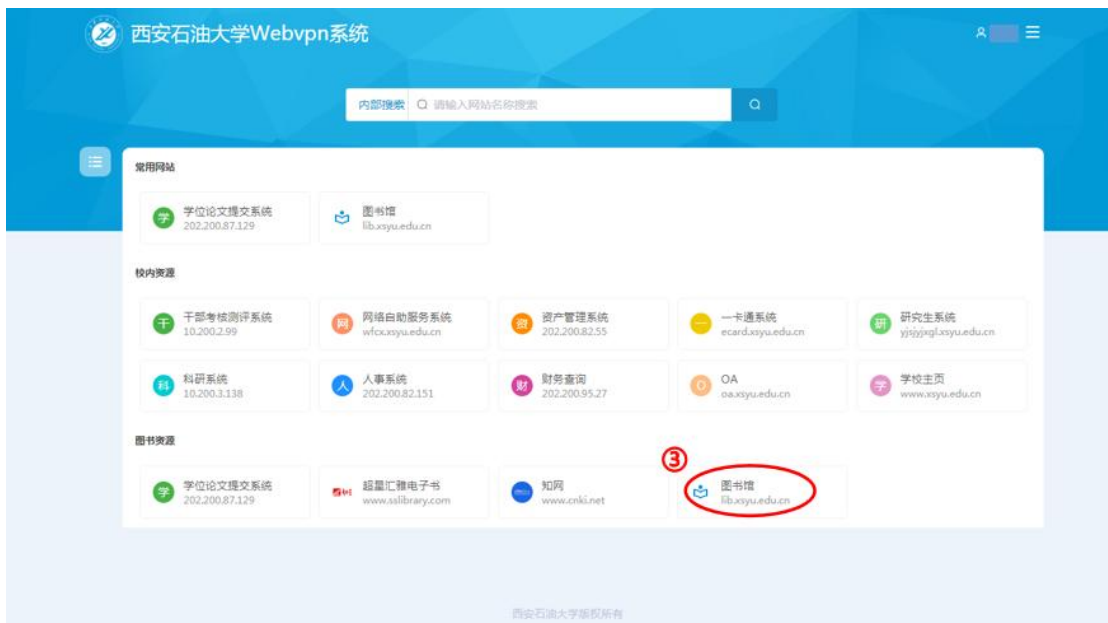 西安石油大学Webvpn系统
内部搜索 请输入网站名称搜索
常用网站
学位论文提交系统
202.200.87.129
图书馆
lib.xsyu.edu.cn
校内资源
干 干部考核测评系统
10.200.2.99
网 网络自助服务系统
wfcx.xsyu.edu.cn
资 资产管理系统
202.200.82.55
一 一卡通系统
ecard.xsyu.edu.cn
研 研究生系统
yjsjyjxgl.xsyu.edu.cn
科 科研系统
10.200.3.138
人 人事系统
202.200.82.151
财 财务查询
202.200.95.27
O OA
oa.xsyu.edu.cn
学 学校主页
www.xsyu.edu.cn
图书资源
学 学位论文提交系统
202.200.87.129
超星汇雅电子书
www.sslibrary.com
知网
www.cnki.net
③
图书馆
lib.xsyu.edu.cn
西安石油大学版权所有